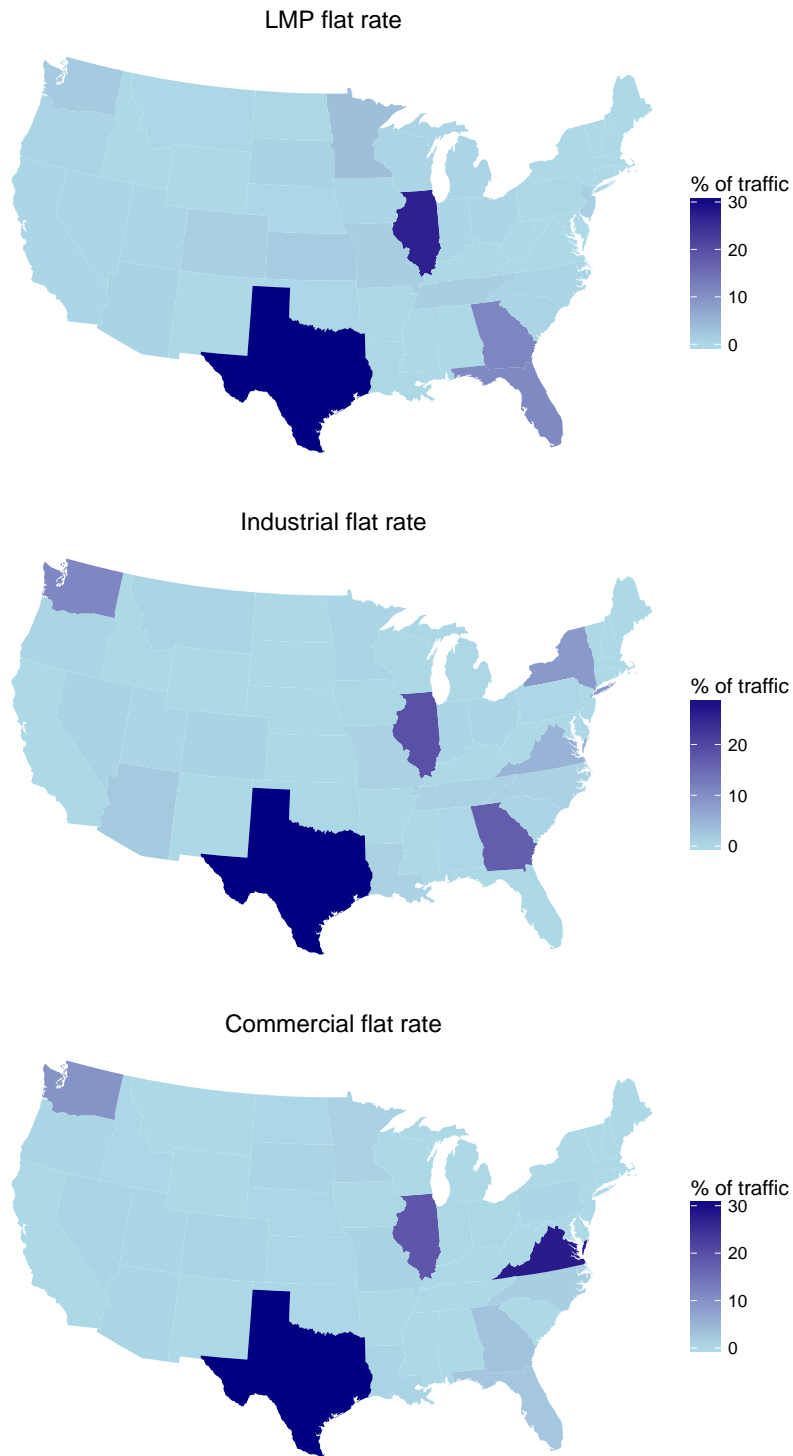 LMP flat rate
% of traffic
30
20
10
0
Industrial flat rate
% of traffic
20
10
0
Commercial flat rate
% of traffic
30
20
10
0